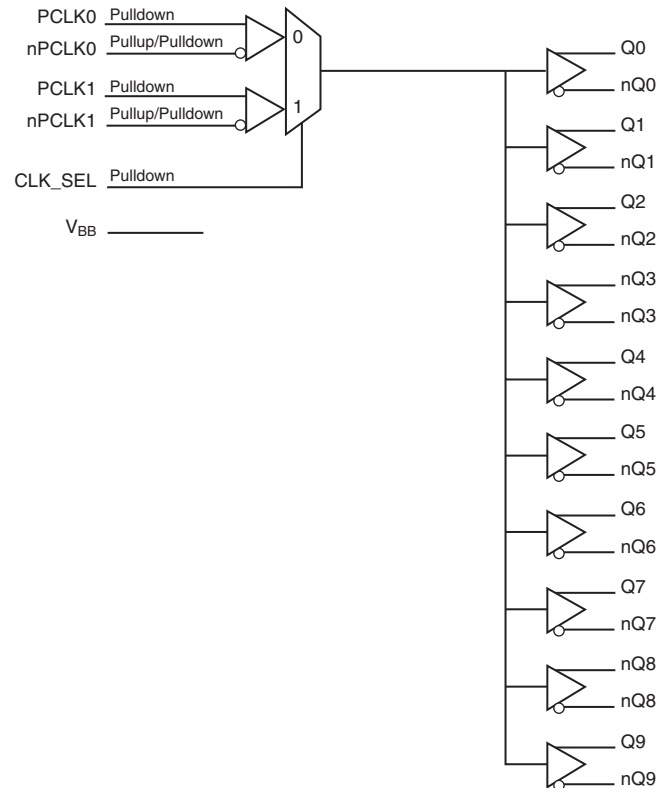 PCLK0 Pulldown
nPCLK0 Pullup/Pulldown
PCLK1 Pulldown
nPCLK1 Pullup/Pulldown
0
1
CLK_SEL Pulldown
VBB
Q0
nQ0
Q1
nQ1
Q2
nQ2
nQ3
nQ3
Q4
nQ4
Q5
nQ5
Q6
nQ6
Q7
nQ7
nQ8
nQ8
Q9
nQ9